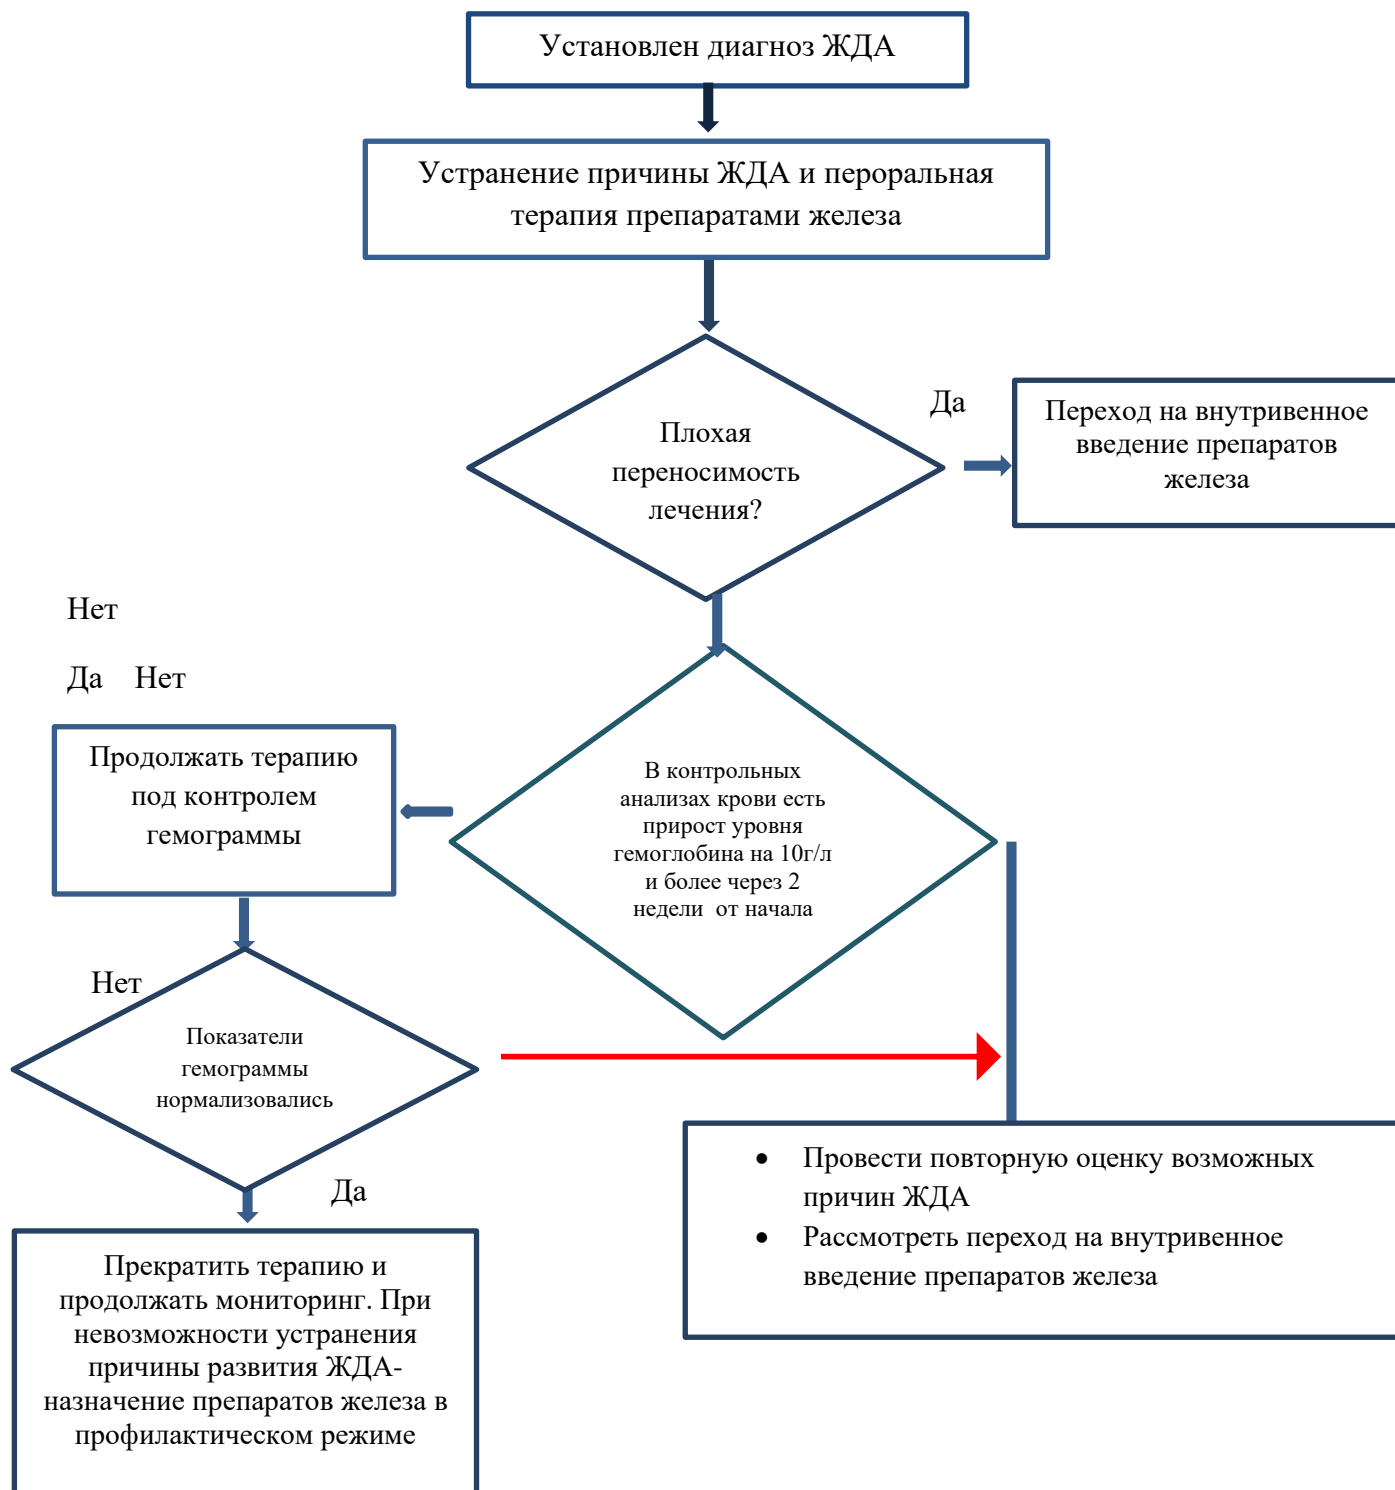 Установлен диагноз ЖДА
Устранение причины ЖДА и пероральная
терапия препаратами железа
Плохая
переносимость
лечения?
Да
Переход на внутривенное
введение препаратов
железа
Нет
Да Нет
Продолжать терапию
под контролем
гемограммы
В контрольных
анализах крови есть
прирост уровня
гемоглобина на 10г/л
и более через 2
недели от начала
Нет
Показатели
гемограммы
нормализовались
Да
• Провести повторную оценку возможных
причин ЖДА
• Рассмотреть переход на внутривенное
введение препаратов железа
Прекратить терапию и
продолжать мониторинг. При
невозможности устранения
причины развития ЖДА-
назначение препаратов железа в
профилактическом режиме